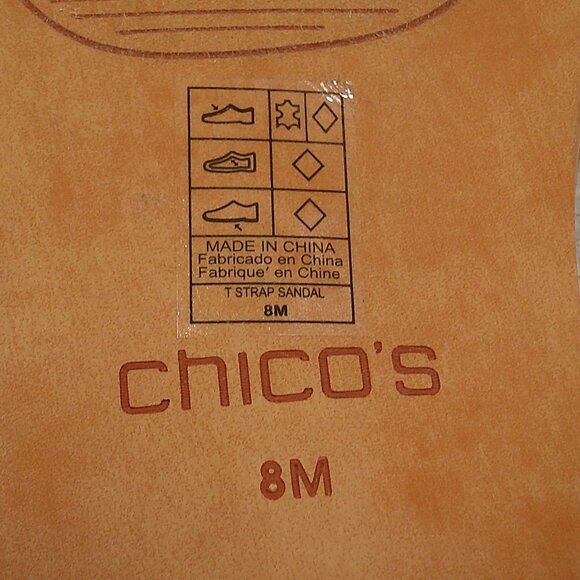 MADE IN CHINA
Fabricado en China
Fabrique' en Chine
T STRAP SANDAL
8M
CHICO'S
8M